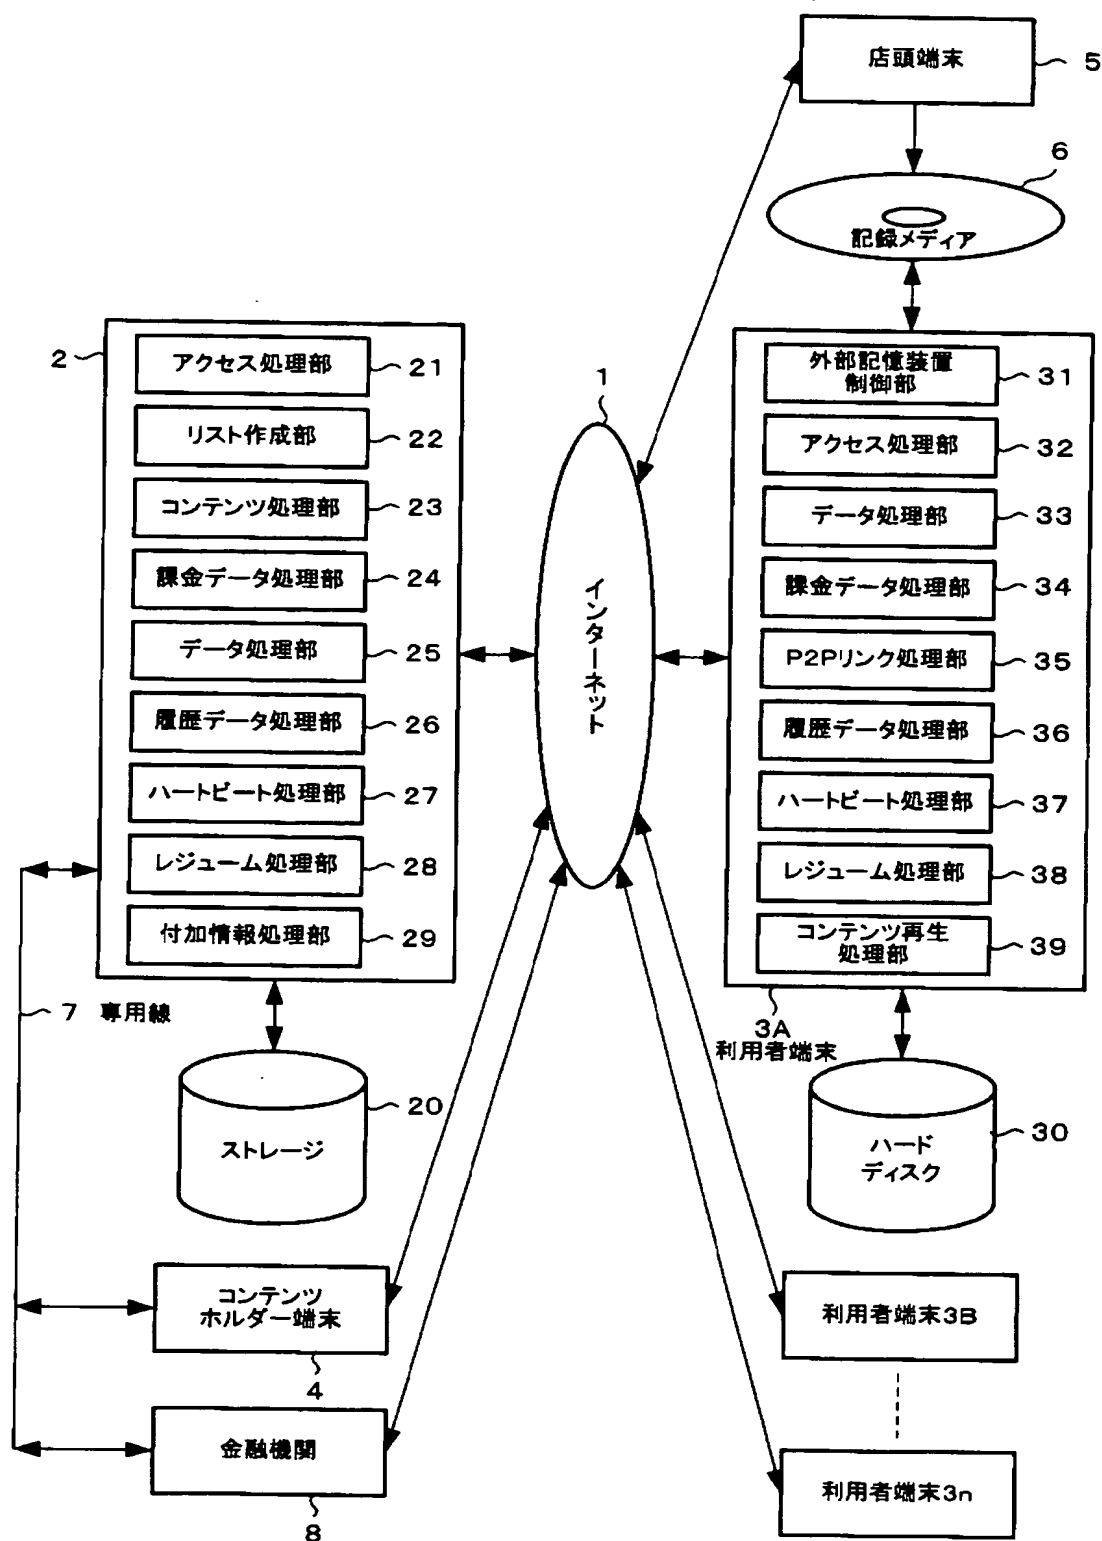 店頭端末
5
6
記録メディア
2
アクセス処理部
21
リスト作成部
22
コンテンツ処理部
23
課金データ処理部
24
データ処理部
25
履歴データ処理部
26
ハートビート処理部
27
レジューム処理部
28
付加情報処理部
29
7 専用線
ストレージ
20
コンテンツ
ホルダー端末
4
金融機関
8
1
インターネット
外部記憶装置
制御部
31
アクセス処理部
32
データ処理部
33
課金データ処理部
34
P2Pリンク処理部
35
履歴データ処理部
36
ハートビート処理部
37
レジューム処理部
38
コンテンツ再生
処理部
39
3A
利用者端末
ハード
ディスク
30
利用者端末3B
利用者端末3n